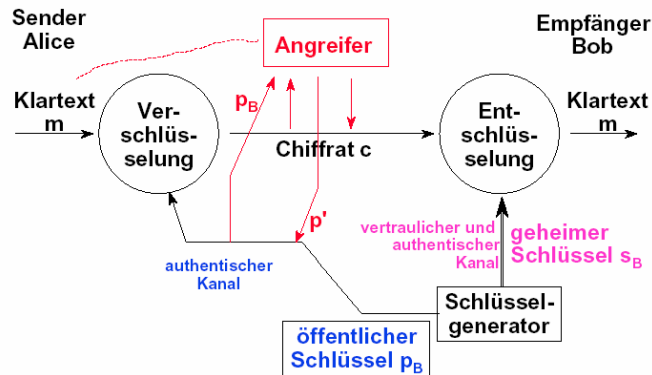 Sender
Alice
Angreifer
Empfänger
Bob
Klartext
m
Ver-
schlüs-
selung
p_B
Chiffrat c
Ent-
schlüs-
selung
Klartext
m
p'
authentischer
Kanal
vertraulicher und
authentischer
Kanal
geheimer
Schlüssel s_B
öffentlicher
Schlüssel p_B
Schlüssel-
generator